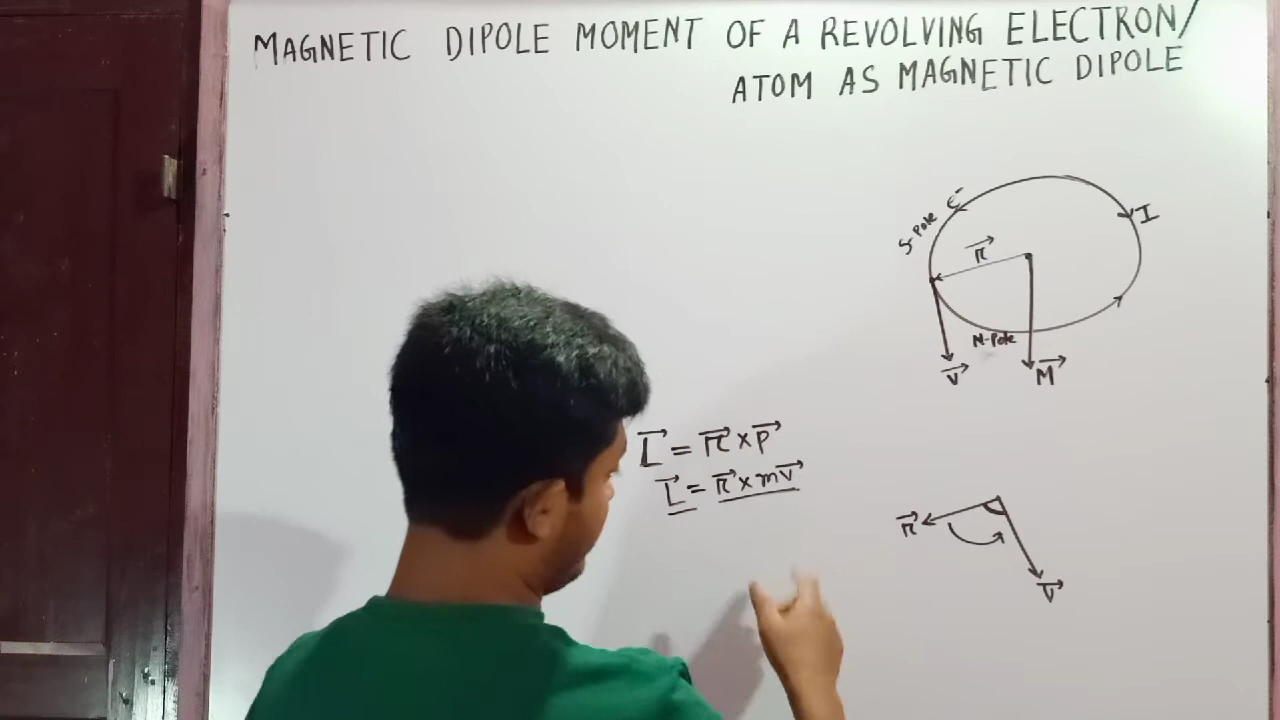 MAGNETIC DIPOLE MOMENT OF A REVOLVING ELECTRON/
ATOM AS MAGNETIC DIPOLE
e⁻
I
S-Pole
r⃗
N-Pole
v⃗
M⃗
L⃗ = r⃗ × p⃗
L⃗ = r⃗ × mv⃗
r⃗
v⃗